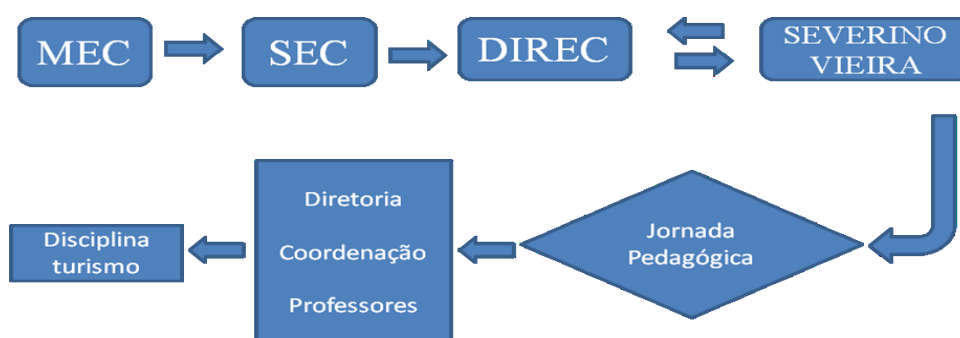 MEC
SEC
DIREC
SEVERINO
VIEIRA
Jornada
Pedagógica
Diretoria
Coordenação
Professores
Disciplina
turismo